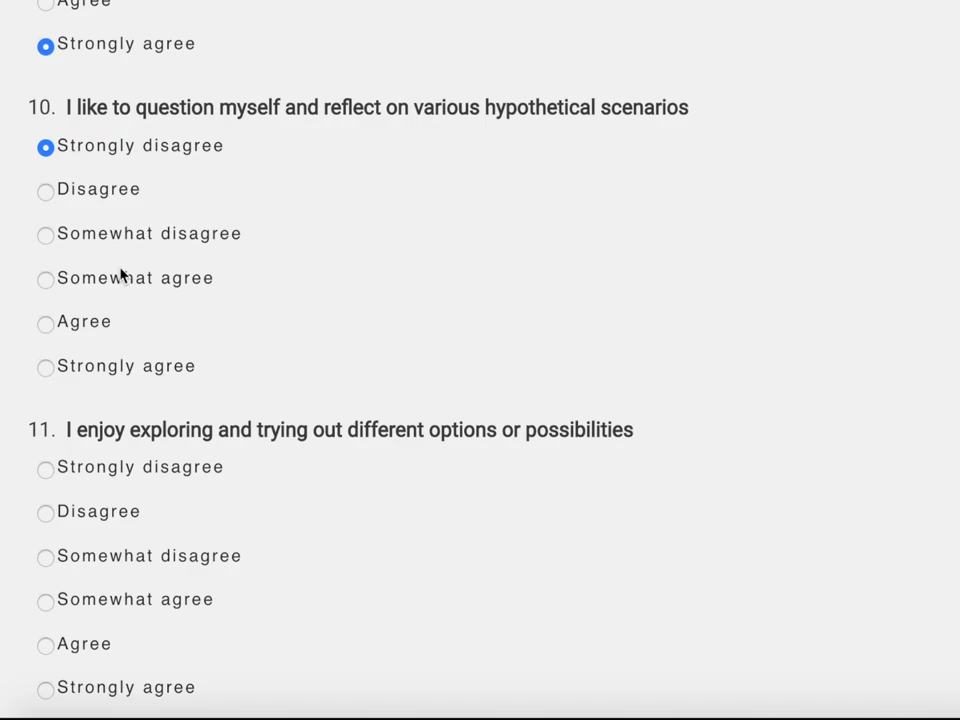 Agree
Strongly agree
10. I like to question myself and reflect on various hypothetical scenarios
Strongly disagree
Disagree
Somewhat disagree
Somewhat agree
Agree
Strongly agree
11. I enjoy exploring and trying out different options or possibilities
Strongly disagree
Disagree
Somewhat disagree
Somewhat agree
Agree
Strongly agree